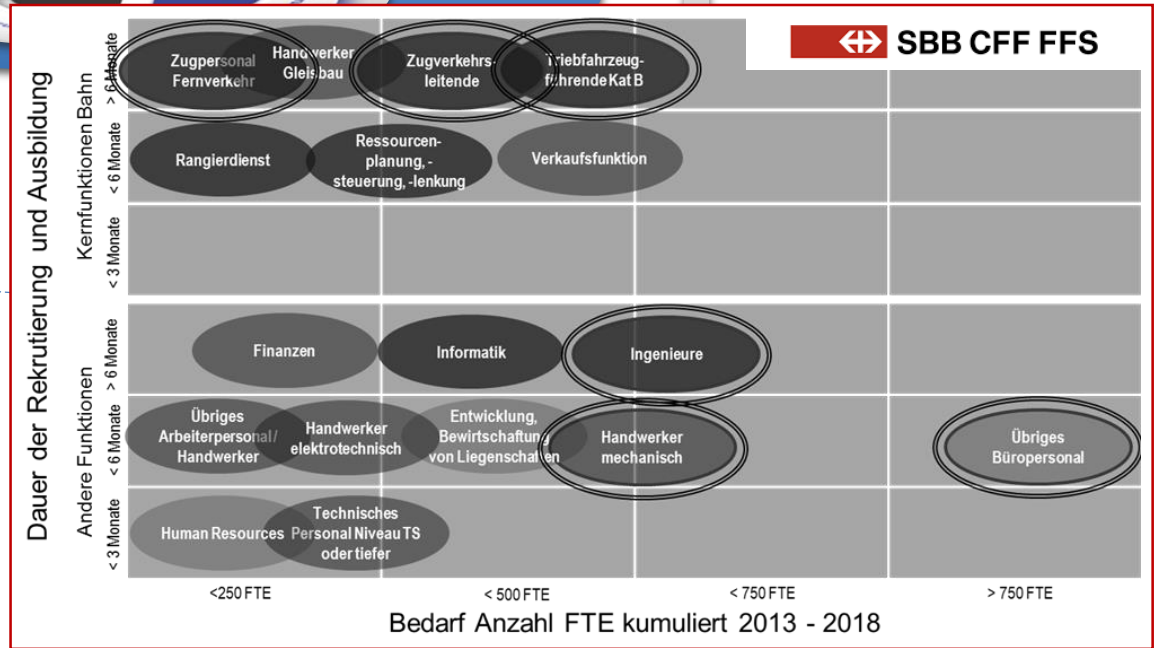 SBB CFF FFS
Dauer der Rekrutierung und Ausbildung
Kernfunktionen Bahn
> 6 Monate
Zugpersonal
Fernverkehr
Handwerker
Gleisbau
Zugverkehrs-
leitende
Triebfahrzeug-
führende Kat B
< 6 Monate
Rangierdienst
Ressourcen-
planung, -
steuerung, -lenkung
Verkaufsfunktion
< 3 Monate
Andere Funktionen
> 6 Monate
Finanzen
Informatik
Ingenieure
< 6 Monate
Übriges
Arbeiterpersonal/
Handwerker
Handwerker
elektrotechnisch
Entwicklung,
Bewirtschaftung
von Liegenschaften
Handwerker
mechanisch
Übriges
Büropersonal
< 3 Monate
Human Resources
Technisches
Personal Niveau TS
oder tiefer
<250 FTE
< 500 FTE
< 750 FTE
> 750 FTE
Bedarf Anzahl FTE kumuliert 2013 - 2018